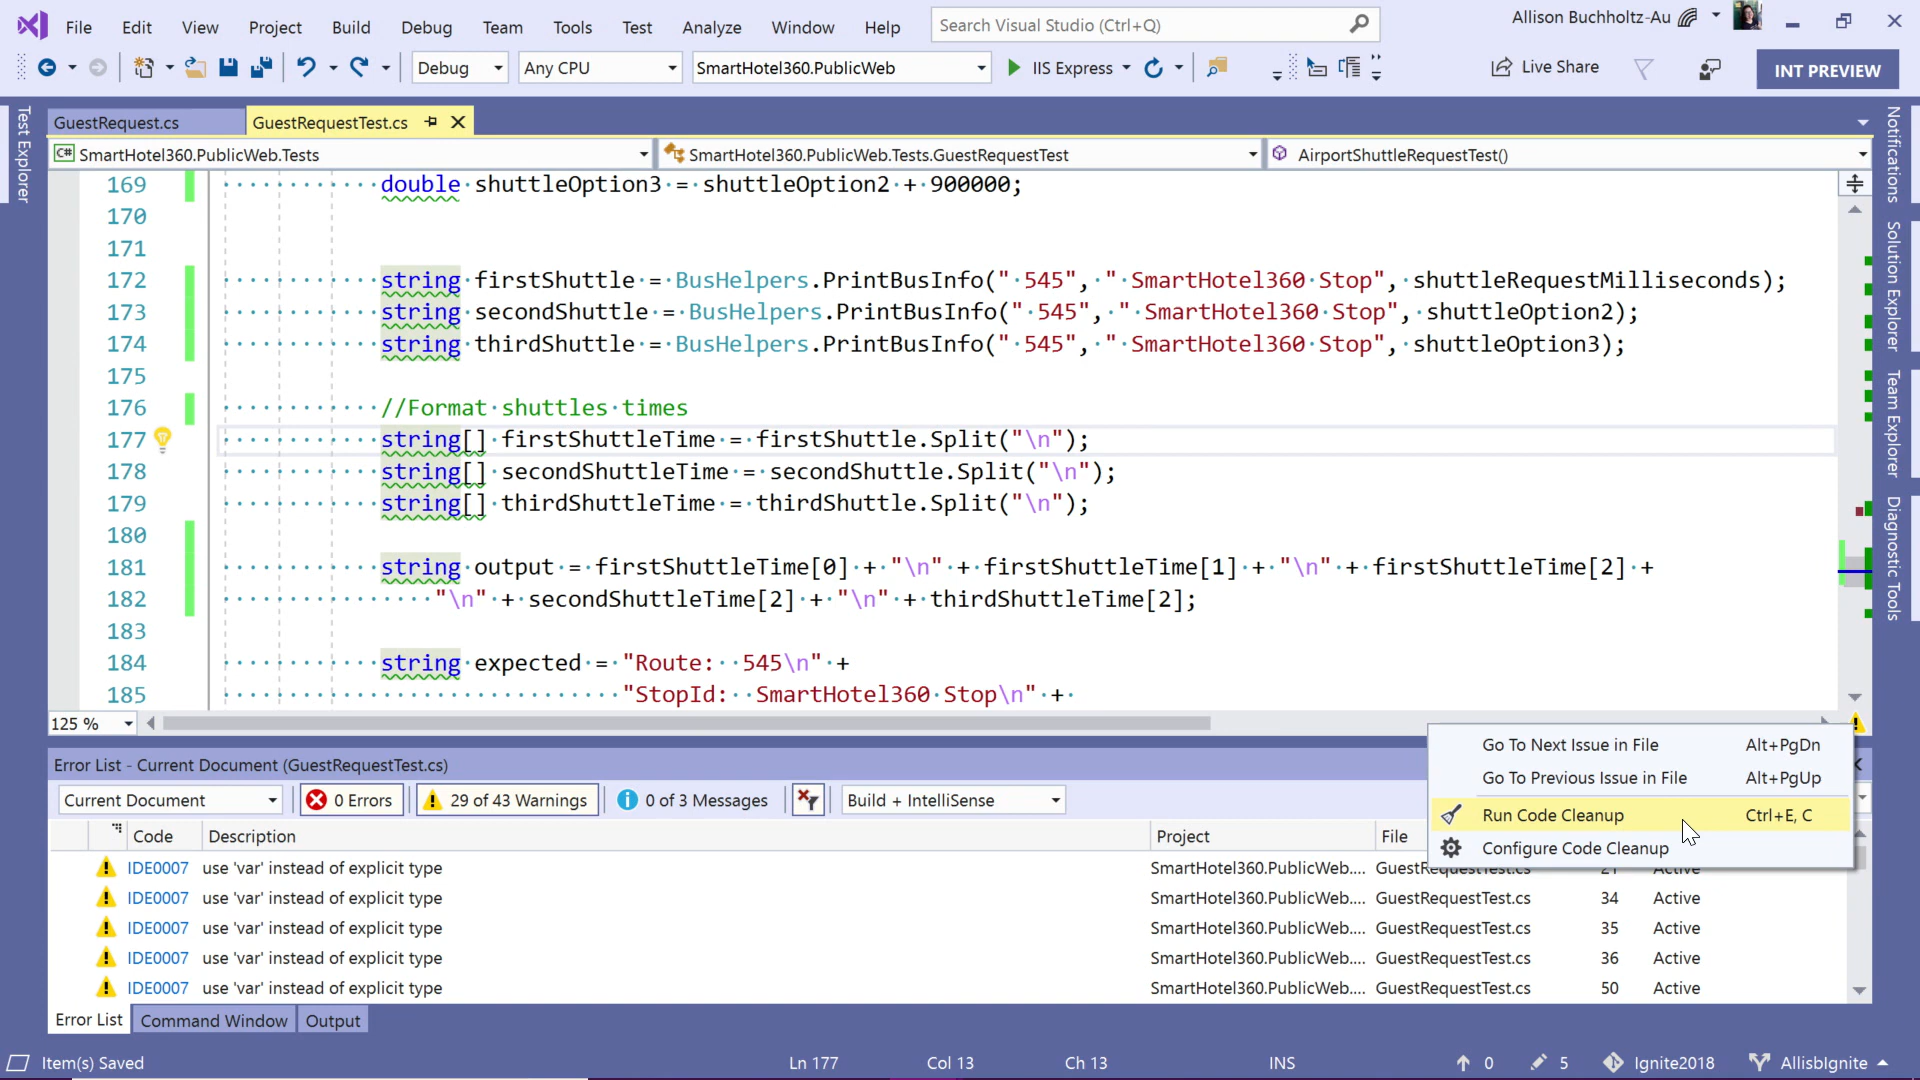 File Edit View Project Build Debug Team Tools Test Analyze Window Help Search Visual Studio (Ctrl+Q) Allison Buchholtz-Au
Debug Any CPU SmartHotel360.PublicWeb IIS Express Live Share INT PREVIEW
Test Explorer
GuestRequest.cs GuestRequestTest.cs
C# SmartHotel360.PublicWeb.Tests SmartHotel360.PublicWeb.Tests.GuestRequestTest AirportShuttleRequestTest()
169 double shuttleOption3 = shuttleOption2 + 900000;
170
171
172 string firstShuttle = BusHelpers.PrintBusInfo(" 545", " SmartHotel360 Stop", shuttleRequestMilliseconds);
173 string secondShuttle = BusHelpers.PrintBusInfo(" 545", " SmartHotel360 Stop", shuttleOption2);
174 string thirdShuttle = BusHelpers.PrintBusInfo(" 545", " SmartHotel360 Stop", shuttleOption3);
175
176 //Format shuttles times
177 string[] firstShuttleTime = firstShuttle.Split("\n");
178 string[] secondShuttleTime = secondShuttle.Split("\n");
179 string[] thirdShuttleTime = thirdShuttle.Split("\n");
180
181 string output = firstShuttleTime[0] + "\n" + firstShuttleTime[1] + "\n" + firstShuttleTime[2] +
182 "\n" + secondShuttleTime[2] + "\n" + thirdShuttleTime[2];
183
184 string expected = "Route:  545\n" +
185 "StopId:  SmartHotel360 Stop\n" +
125 %
Notifications
Solution Explorer
Team Explorer
Diagnostic Tools
Go To Next Issue in File Alt+PgDn
Go To Previous Issue in File Alt+PgUp
Run Code Cleanup Ctrl+E, C
Configure Code Cleanup
Error List - Current Document (GuestRequestTest.cs)
Current Document 0 Errors 29 of 43 Warnings 0 of 3 Messages Build + IntelliSense
Code Description Project File
IDE0007 use 'var' instead of explicit type SmartHotel360.PublicWeb.... GuestRequestTest.cs 21 Active
IDE0007 use 'var' instead of explicit type SmartHotel360.PublicWeb.... GuestRequestTest.cs 34 Active
IDE0007 use 'var' instead of explicit type SmartHotel360.PublicWeb.... GuestRequestTest.cs 35 Active
IDE0007 use 'var' instead of explicit type SmartHotel360.PublicWeb.... GuestRequestTest.cs 36 Active
IDE0007 use 'var' instead of explicit type SmartHotel360.PublicWeb.... GuestRequestTest.cs 50 Active
Error List Command Window Output
Item(s) Saved Ln 177 Col 13 Ch 13 INS 0 5 Ignite2018 AllisbIgnite